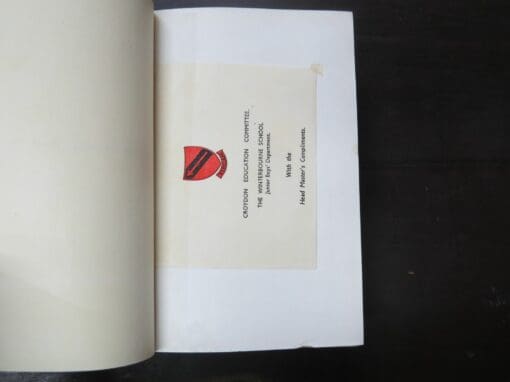 CROYDON EDUCATION COMMITTEE.
THE WINTERBOURNE SCHOOL
Junior Boys' Department.
With the
Head Master's Compliments.